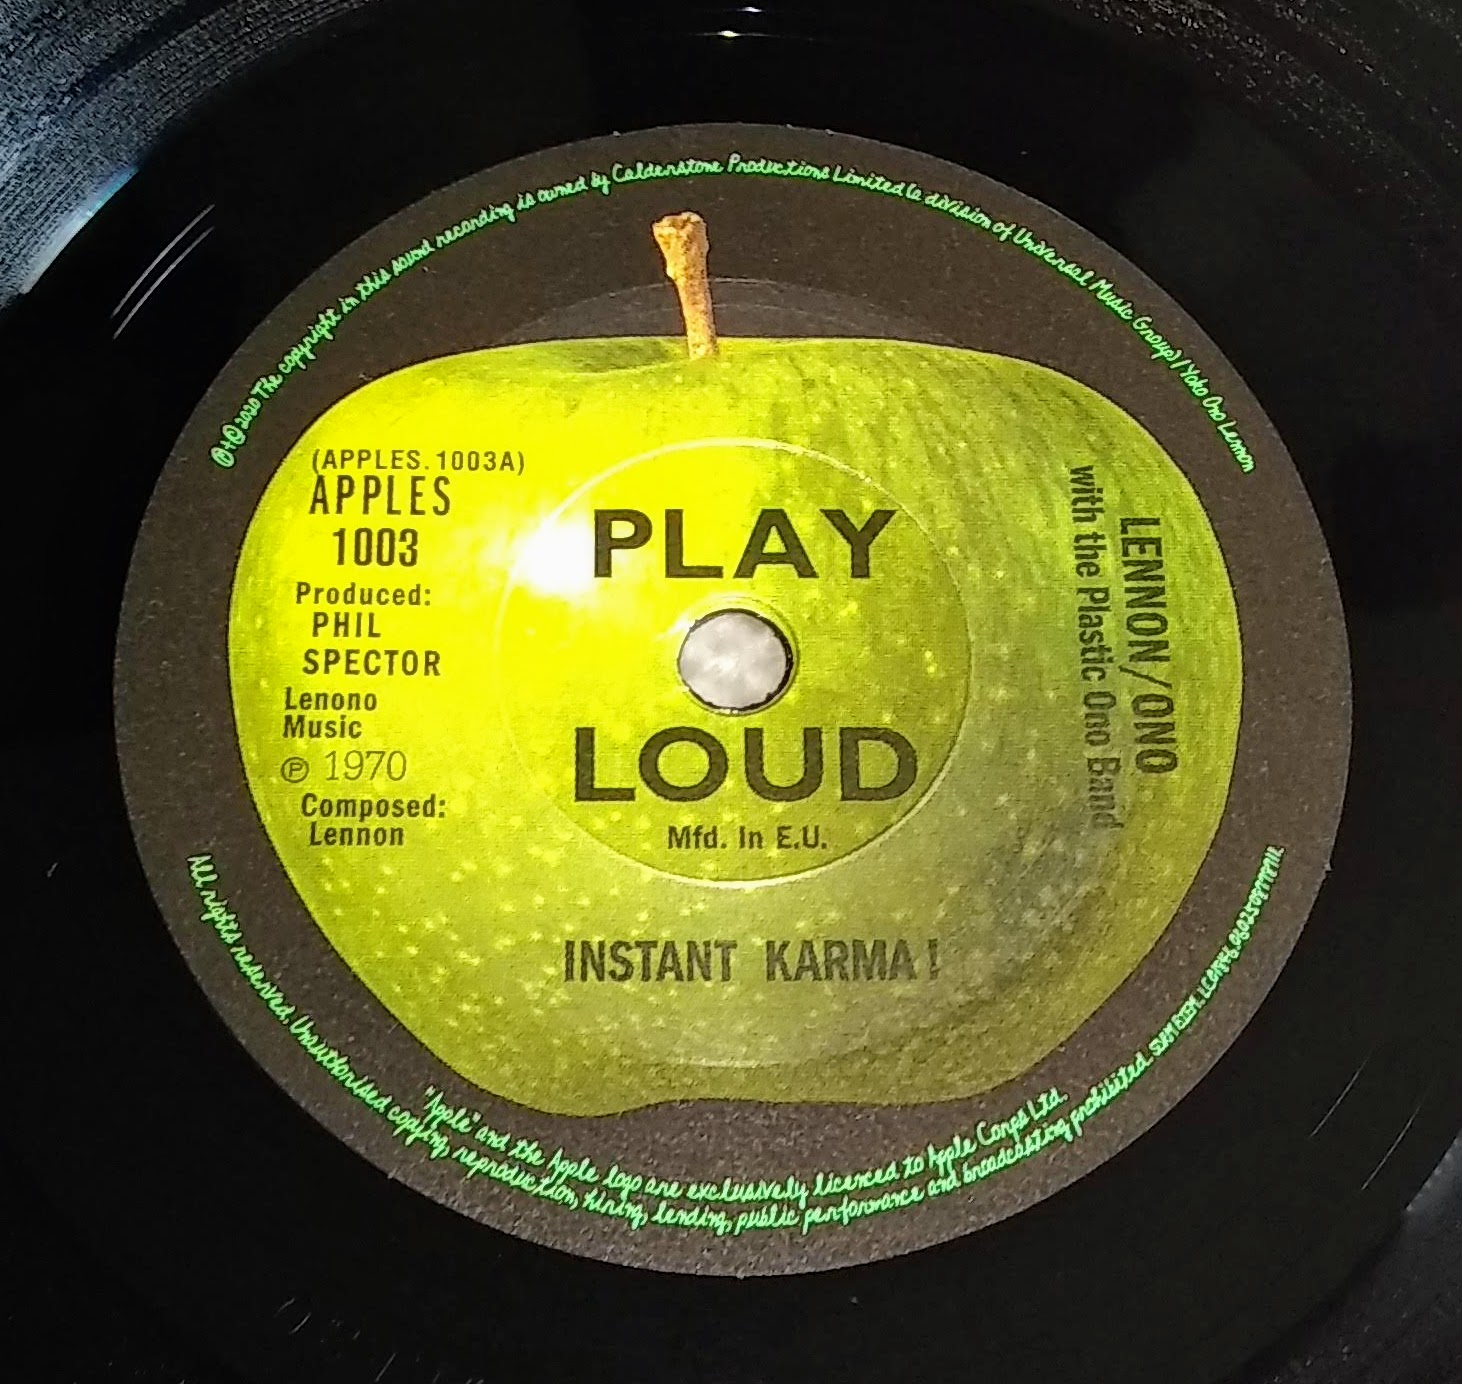 ℗+© 2020 The copyright in this sound recording is owned by Calderstone Productions Limited (a division of Universal Music Group) / Yoko Ono Lennon
(APPLES.1003A)
APPLES
1003
Produced:
PHIL
SPECTOR
Lenono
Music
℗ 1970
Composed:
Lennon
PLAY
LOUD
Mfd. In E.U.
LENNON/ONO
with the Plastic Ono Band
INSTANT KARMA!
"Apple" and the Apple logo are exclusively licenced to Apple Corps Ltd.
All rights reserved. Unauthorised copying, reproduction, hiring, lending, public performance and broadcasting prohibited.